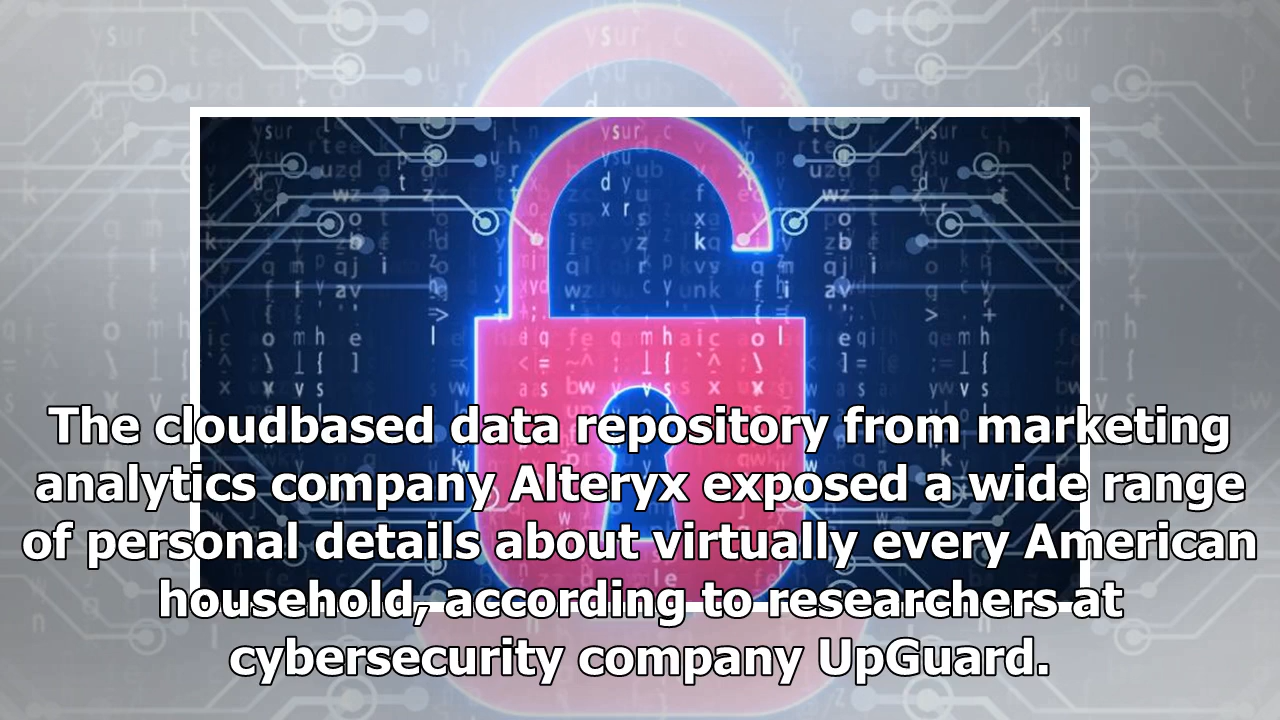 The cloudbased data repository from marketing
analytics company Alteryx exposed a wide range
of personal details about virtually every American
household, according to researchers at
cybersecurity company UpGuard.